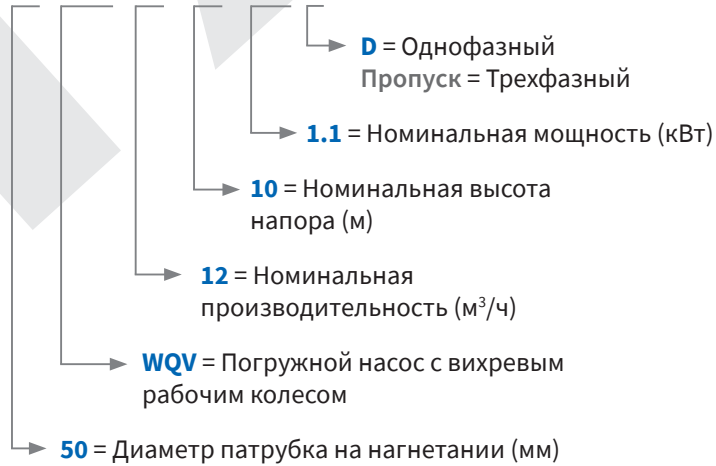 D = Однофазный
Пропуск = Трехфазный
1.1 = Номинальная мощность (кВт)
10 = Номинальная высота
напора (м)
12 = Номинальная
производительность (м³/ч)
WQV = Погружной насос с вихревым
рабочим колесом
50 = Диаметр патрубка на нагнетании (мм)